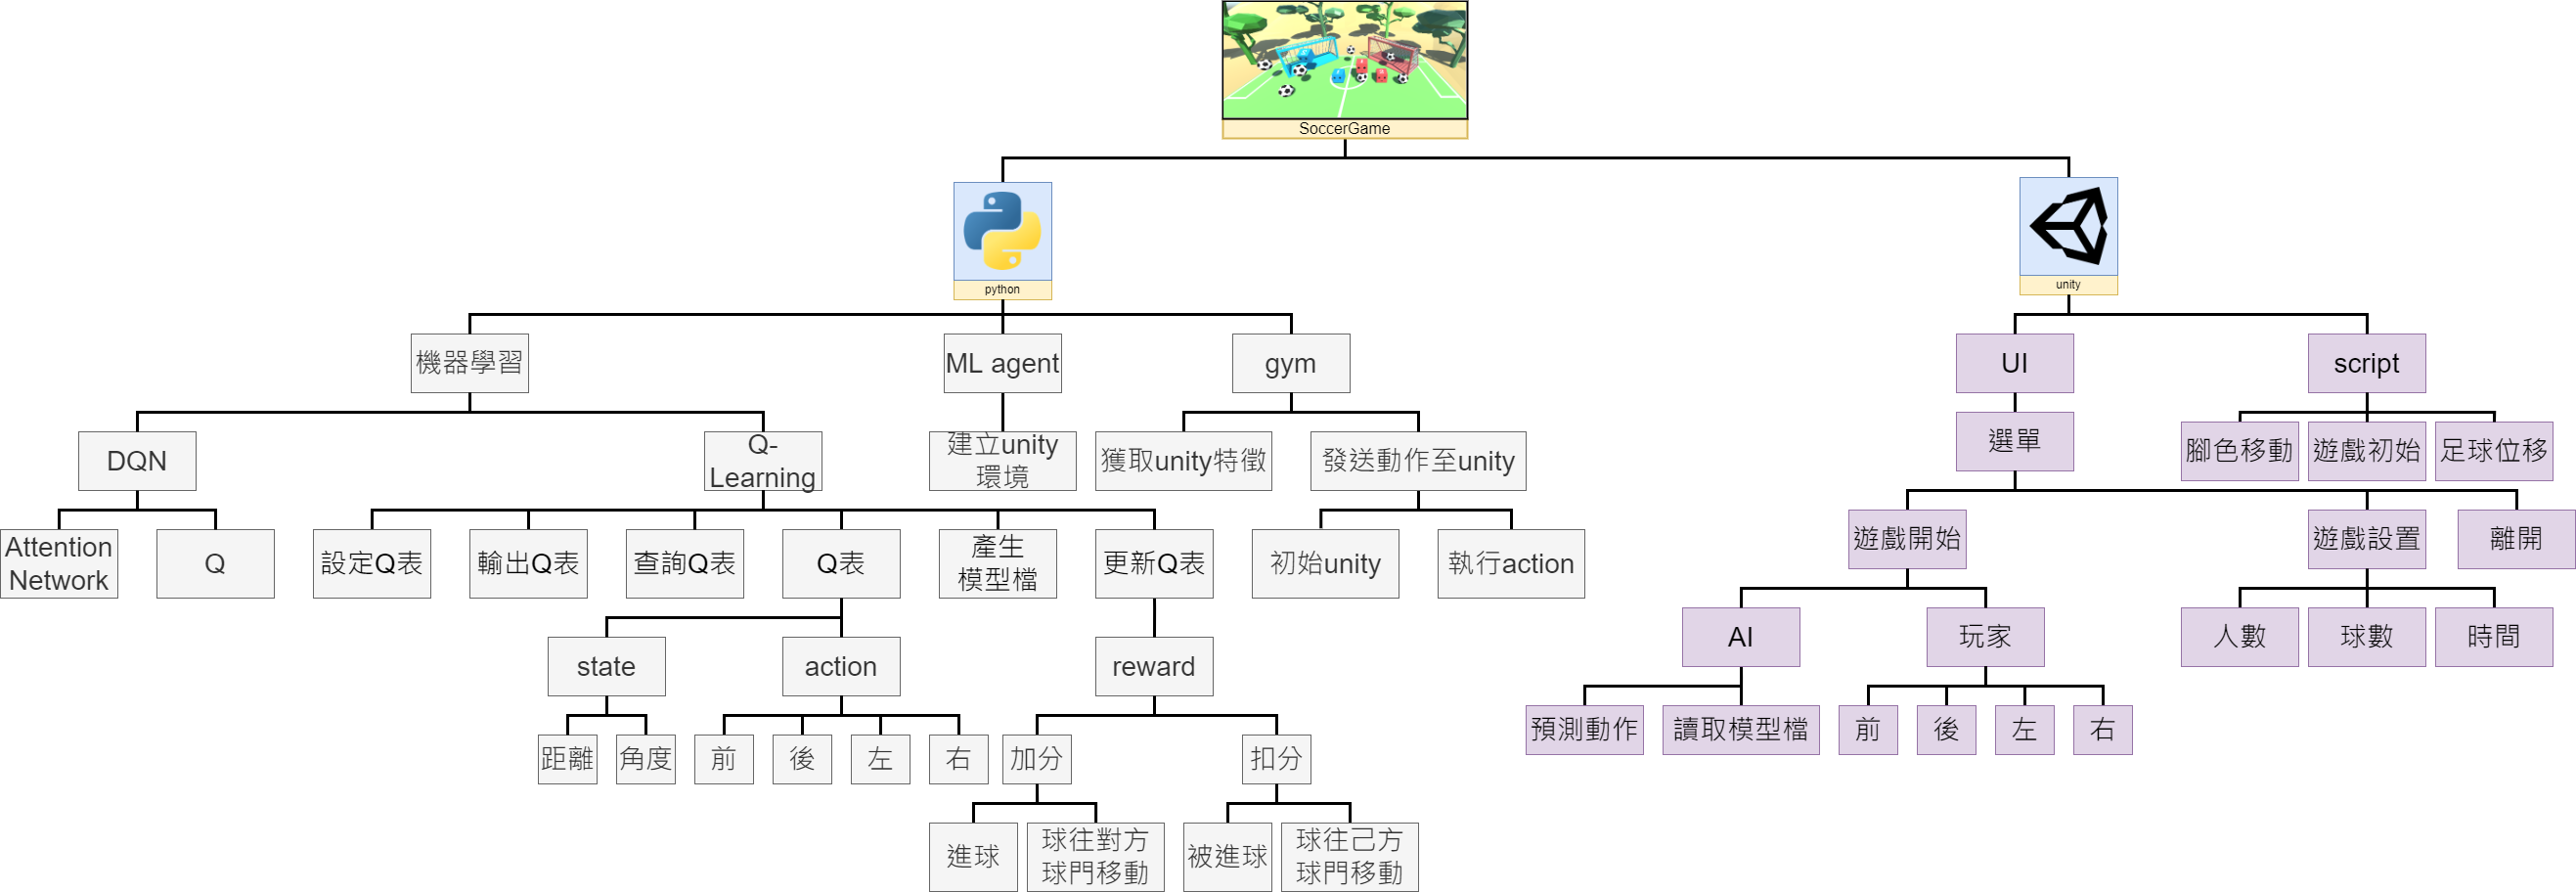 SoccerGame
python
unity
機器學習
ML agent
gym
UI
script
DQN
Q-
Learning
建立unity
環境
獲取unity特徵
發送動作至unity
選單
腳色移動
遊戲初始
足球位移
Attention
Network
Q
設定Q表
輸出Q表
查詢Q表
Q表
產生
模型檔
更新Q表
初始unity
執行action
遊戲開始
遊戲設置
離開
state
action
reward
AI
玩家
人數
球數
時間
距離
角度
前
後
左
右
加分
扣分
預測動作
讀取模型檔
前
後
左
右
進球
球往對方
球門移動
被進球
球往己方
球門移動